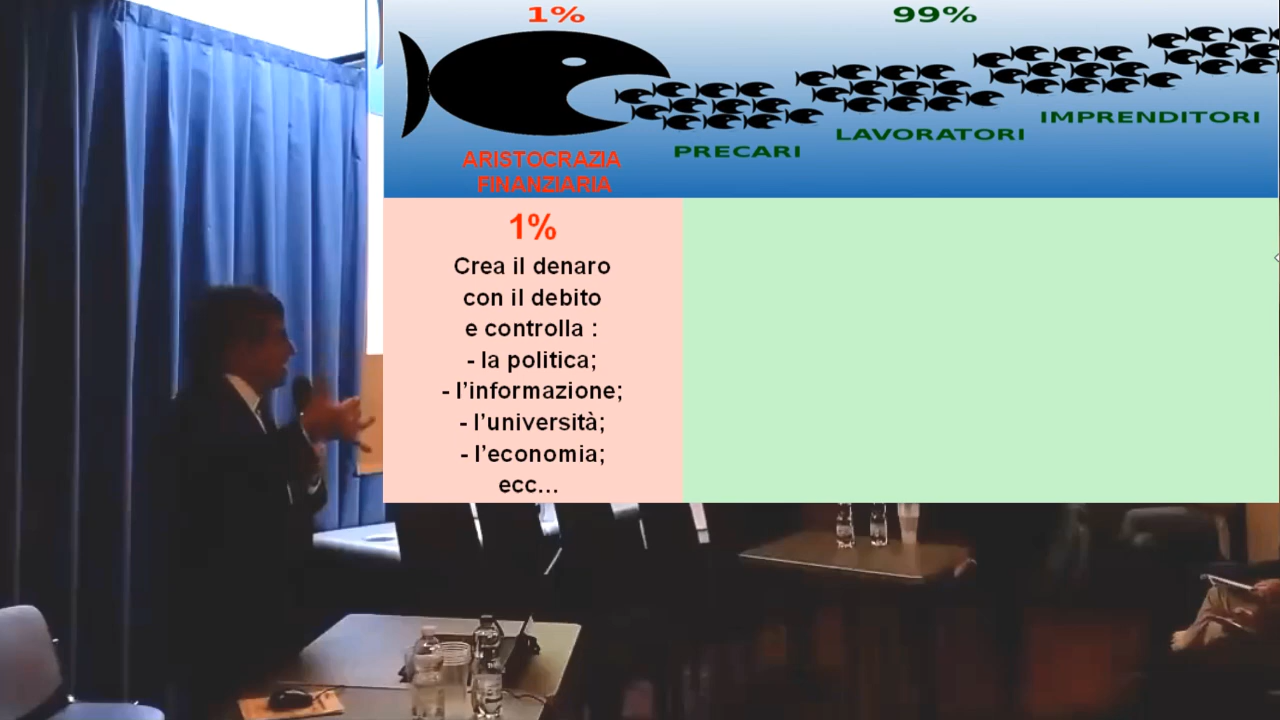 1%
99%
IMPRENDITORI
LAVORATORI
PRECARI
ARISTOCRAZIA
FINANZIARIA
1%
Crea il denaro
con il debito
e controlla :
- la politica;
- l’informazione;
- l’università;
- l’economia;
ecc...